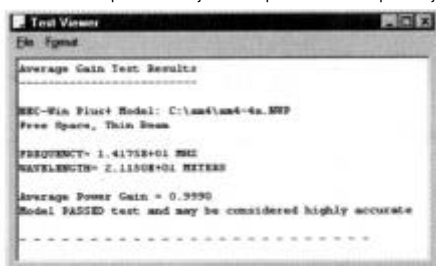 Text Viewer
File Format
Average Gain Test Results
-------------------------
NEC-Win Plus+ Model: C:\am4\am4-4a.NWP
Free Space, Thin Beam
FREQUENCY= 1.4175E+01 MHZ
WAVELENGTH= 2.1150E+01 METERS
Average Power Gain = 0.9990
Model PASSED test and may be considered highly accurate
- - - - - - - - - - - - - - - - - - - - - - - - - - -